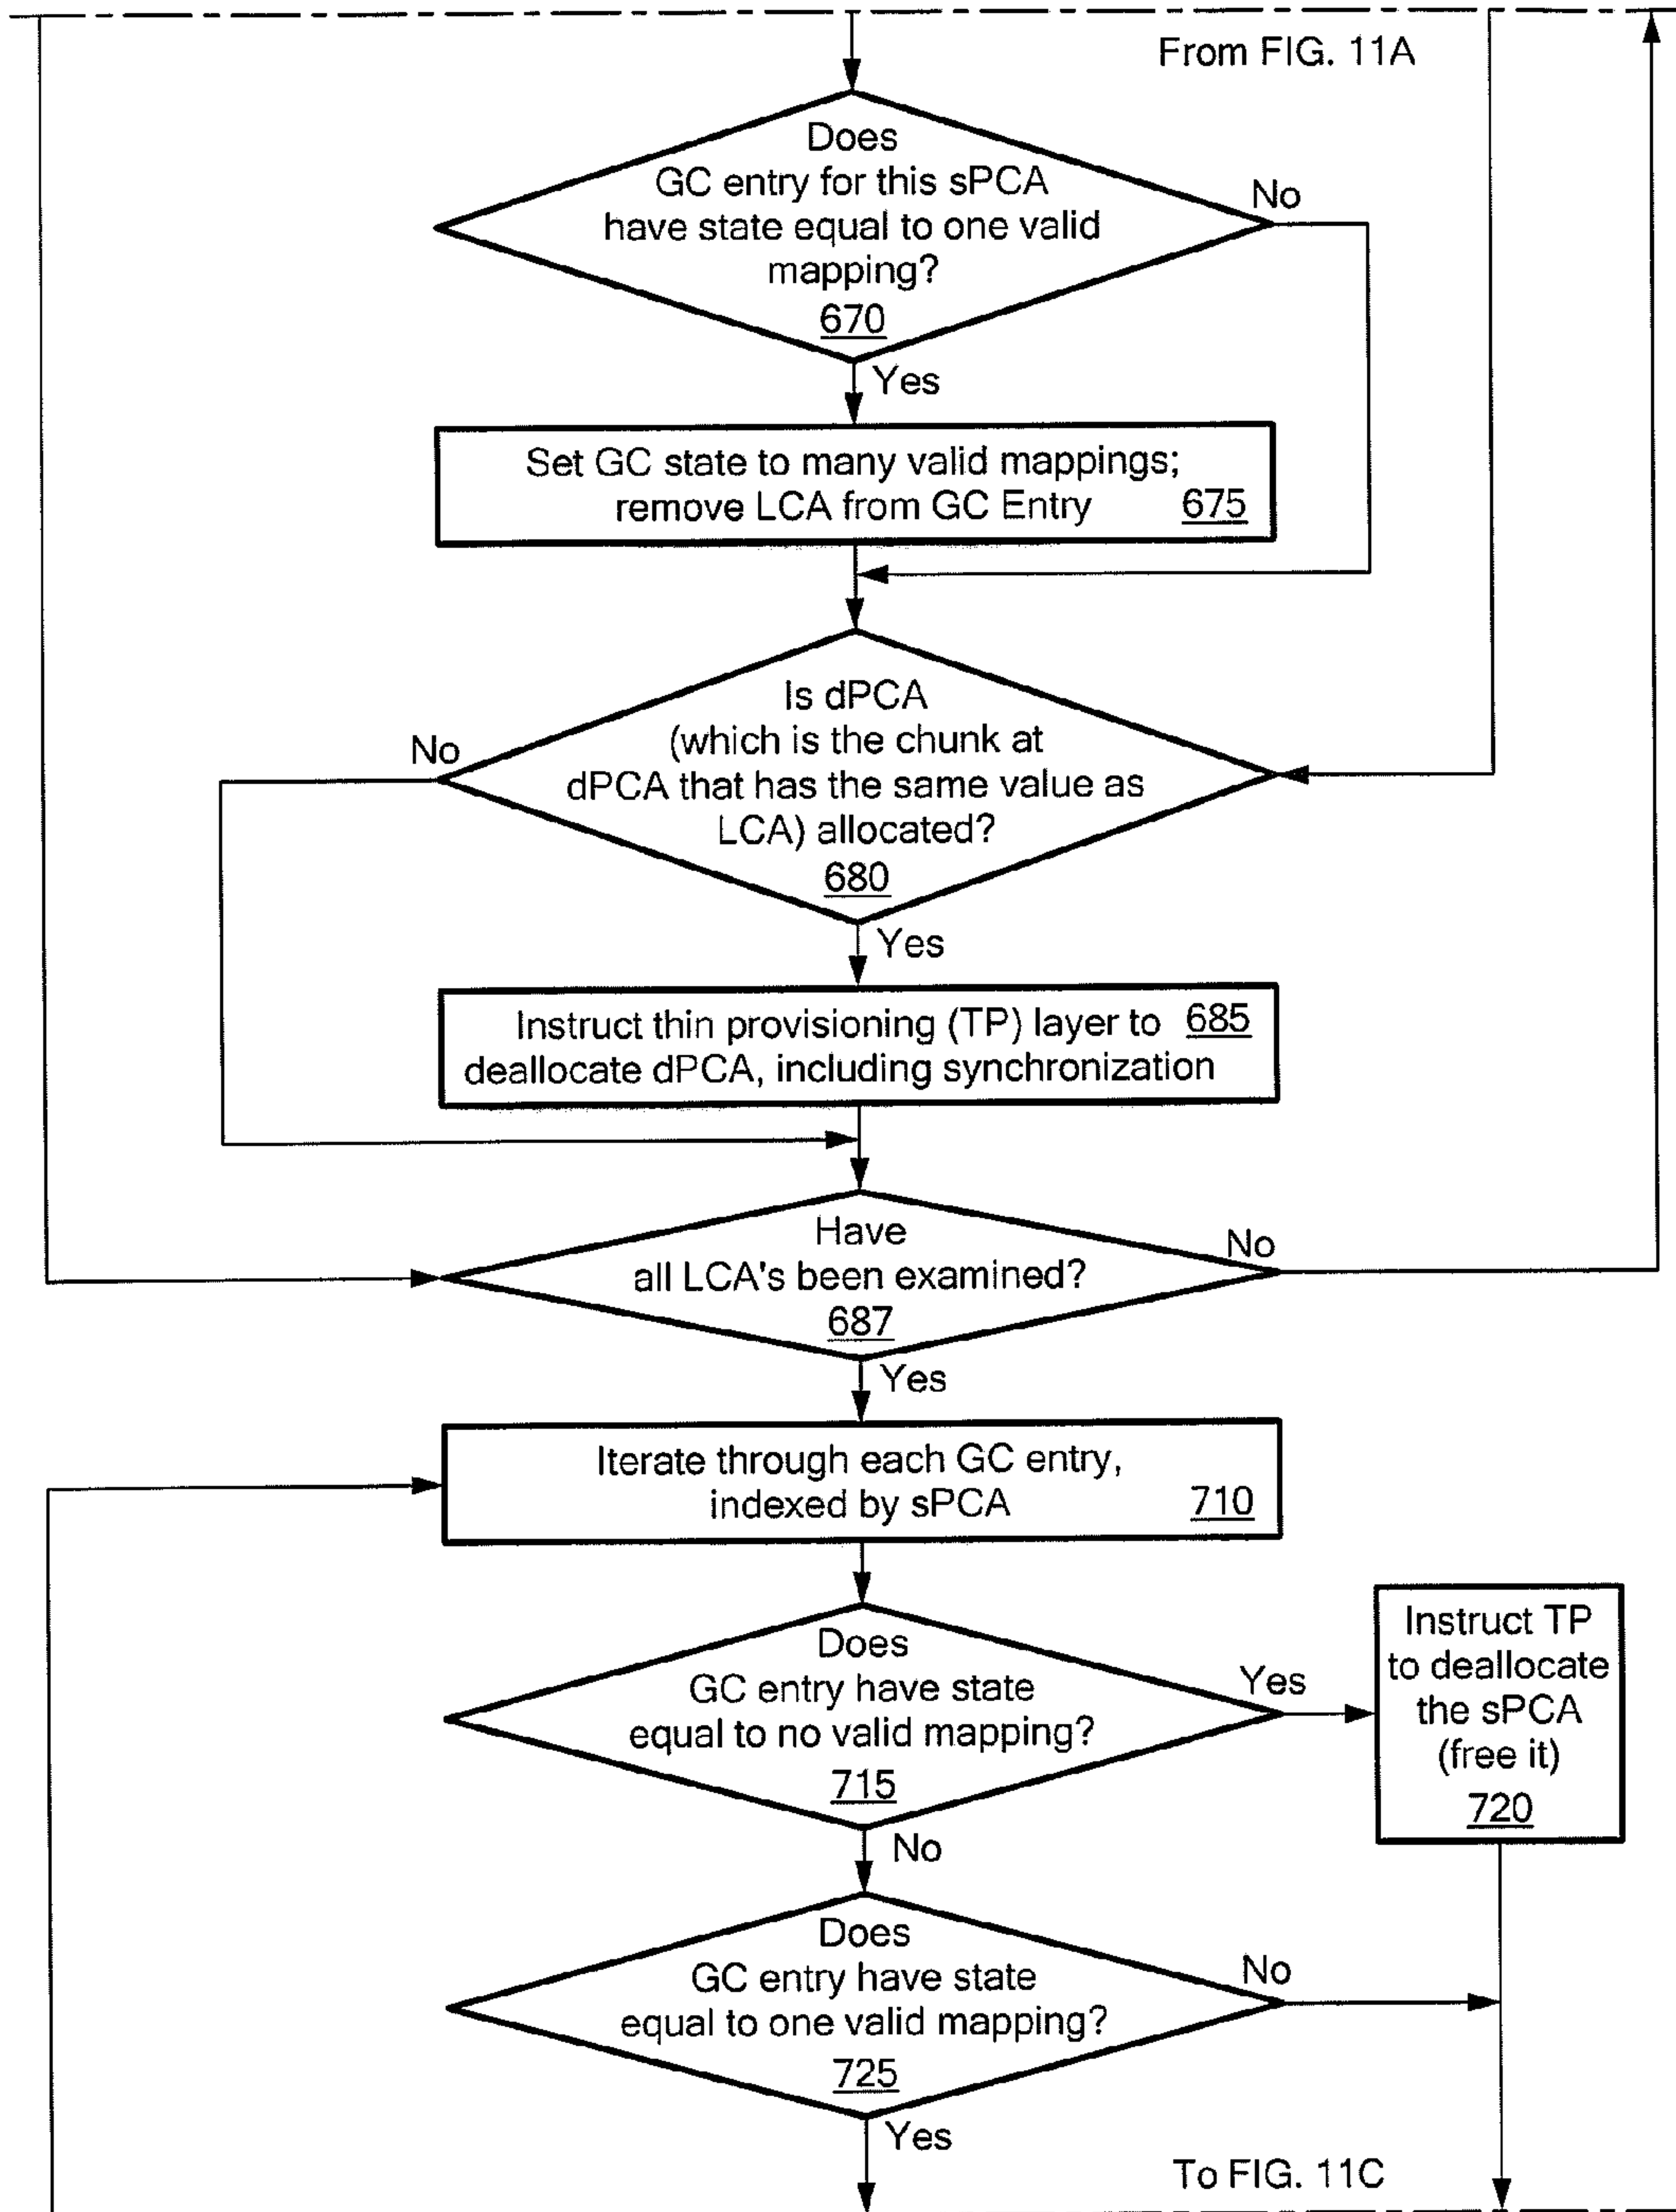 From FIG. 11A
Does
GC entry for this sPCA
have state equal to one valid
mapping?
670
No
Yes
Set GC state to many valid mappings;
remove LCA from GC Entry 675
Is dPCA
(which is the chunk at
dPCA that has the same value as
LCA) allocated?
680
No
Yes
Instruct thin provisioning (TP) layer to 685
deallocate dPCA, including synchronization
Have
all LCA's been examined?
687
No
Yes
Iterate through each GC entry,
indexed by sPCA 710
Does
GC entry have state
equal to no valid mapping?
715
Yes
Instruct TP
to deallocate
the sPCA
(free it)
720
No
Does
GC entry have state
equal to one valid mapping?
725
No
Yes
To FIG. 11C